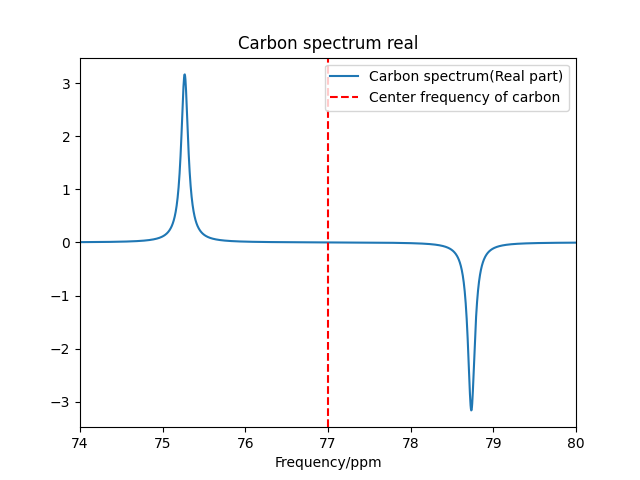 Carbon spectrum real
Carbon spectrum(Real part)
Center frequency of carbon
3
2
1
0
−1
−2
−3
74 75 76 77 78 79 80
Frequency/ppm